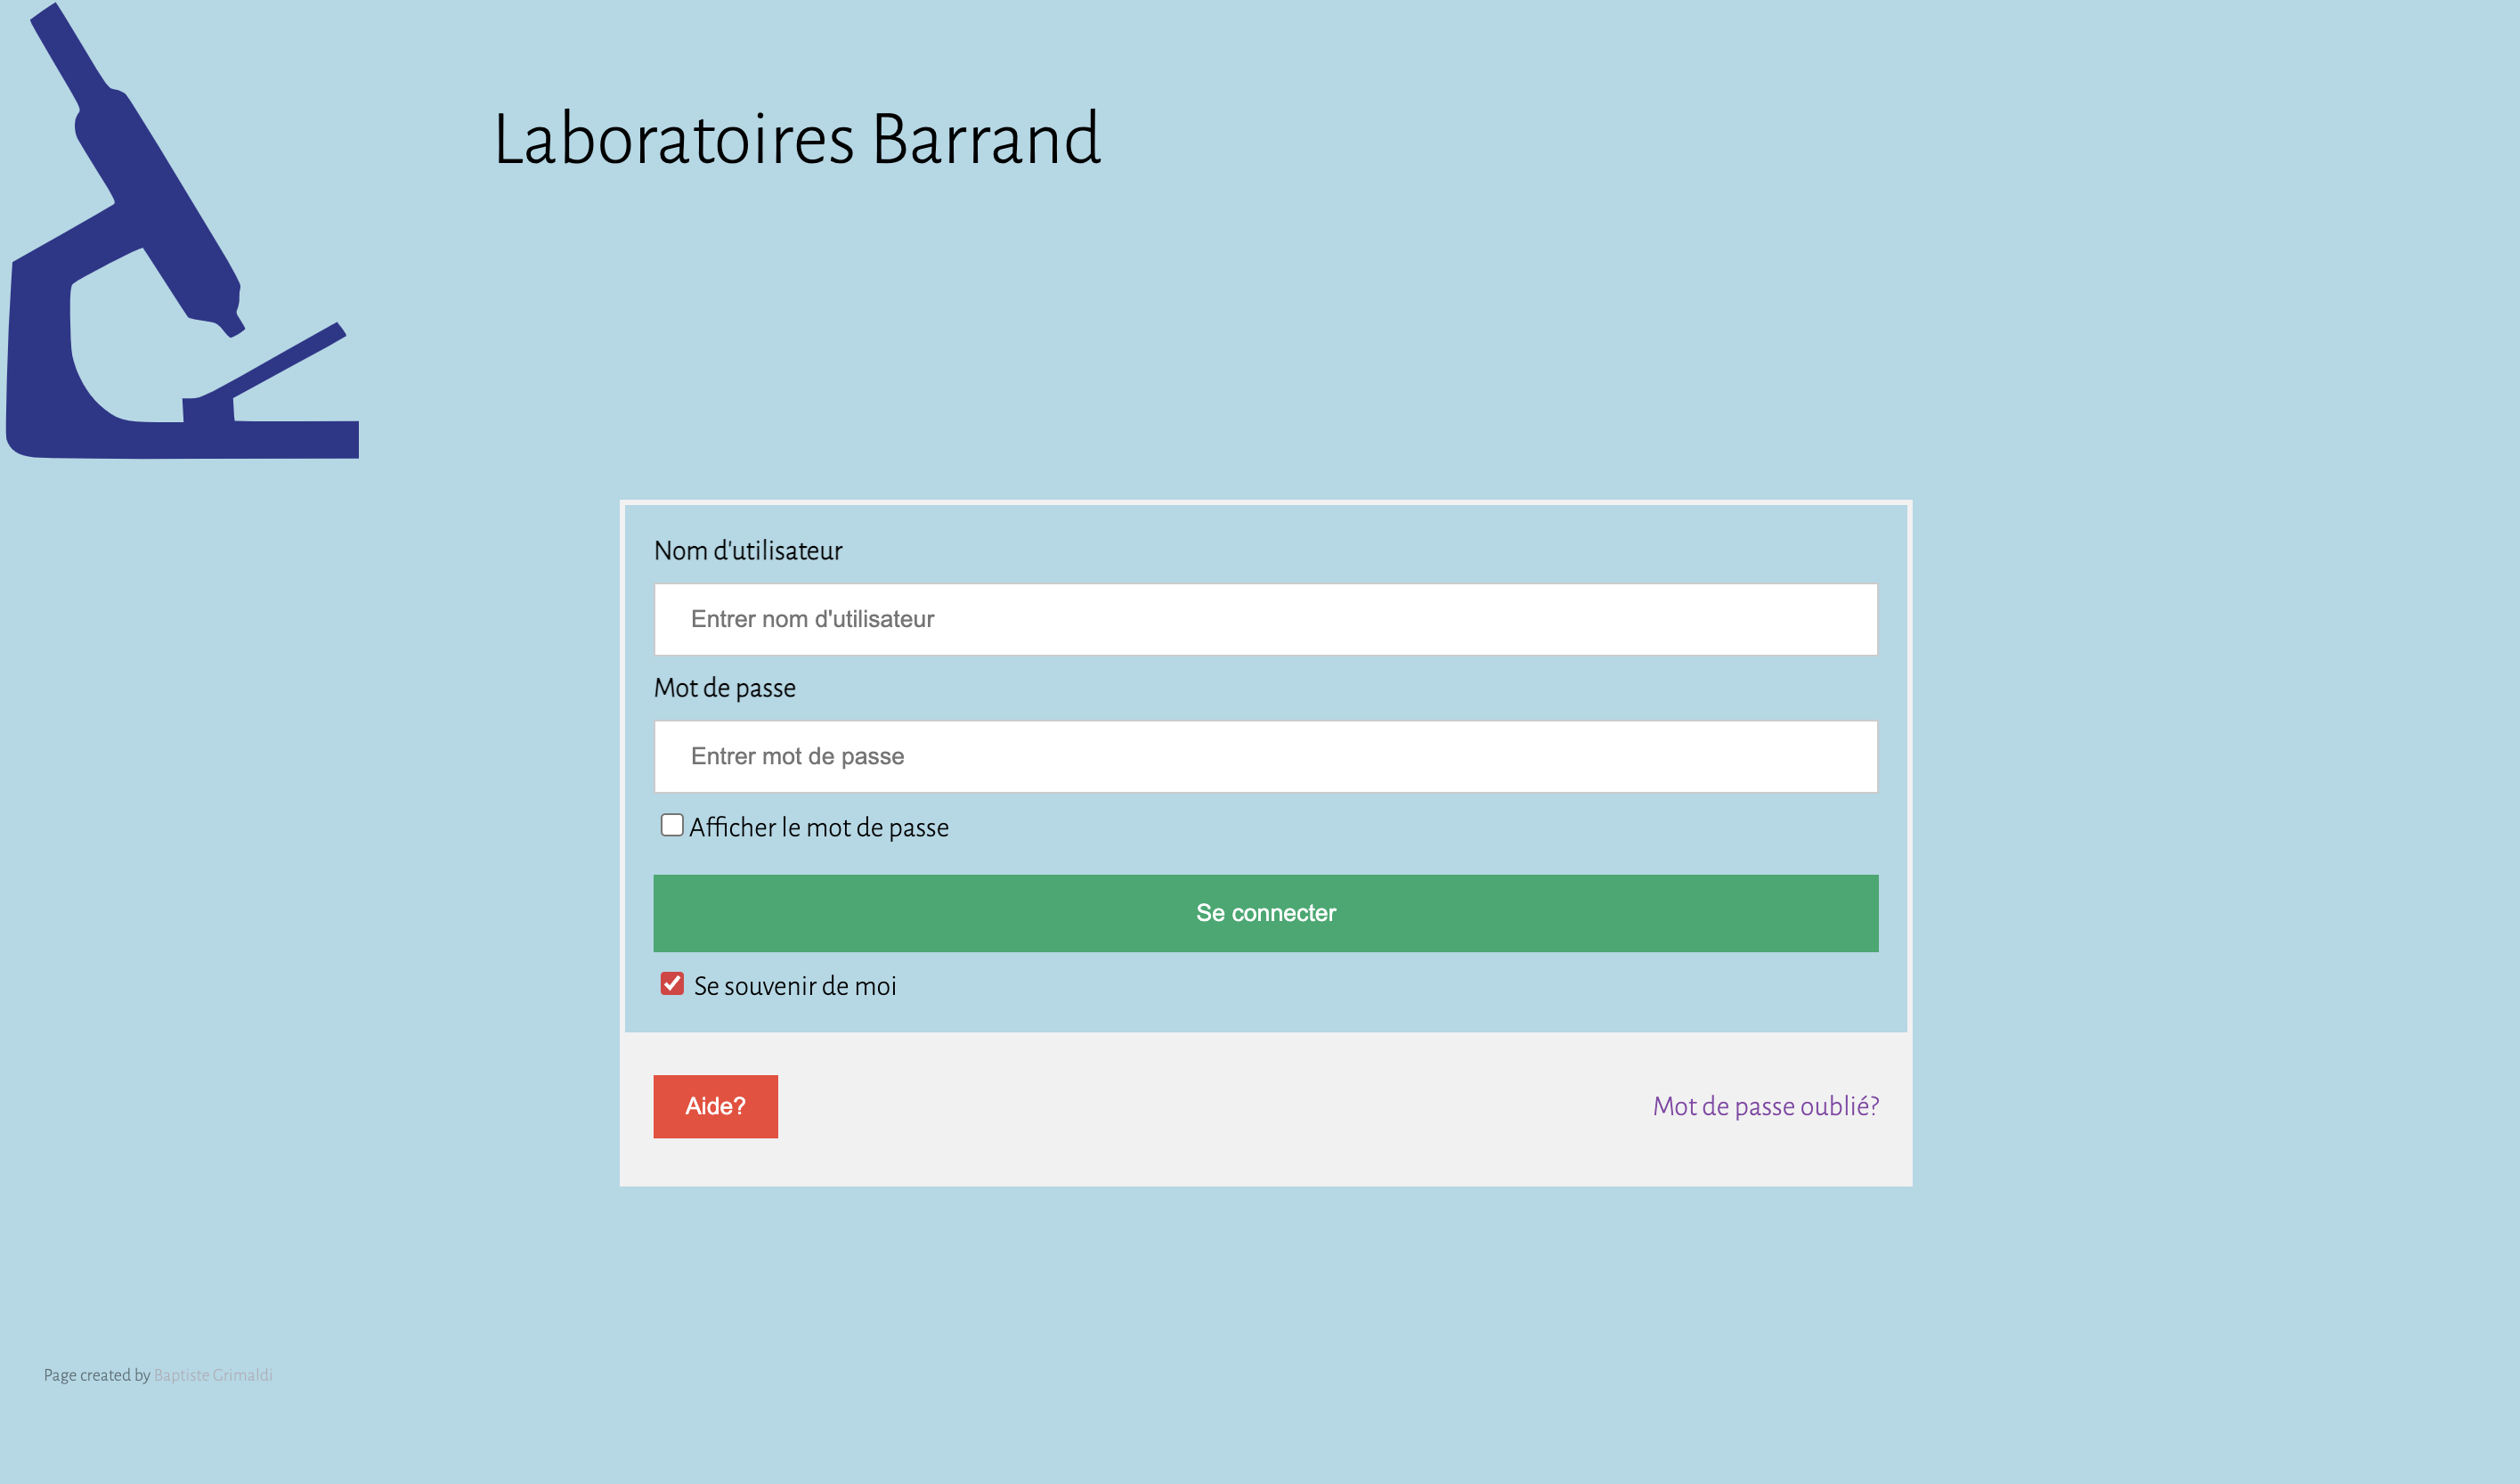 Laboratoires Barrand
Nom d'utilisateur
Entrer nom d'utilisateur
Mot de passe
Entrer mot de passe
Afficher le mot de passe
Se connecter
Se souvenir de moi
Aide?
Mot de passe oublié?
Page created by Baptiste Grimaldi